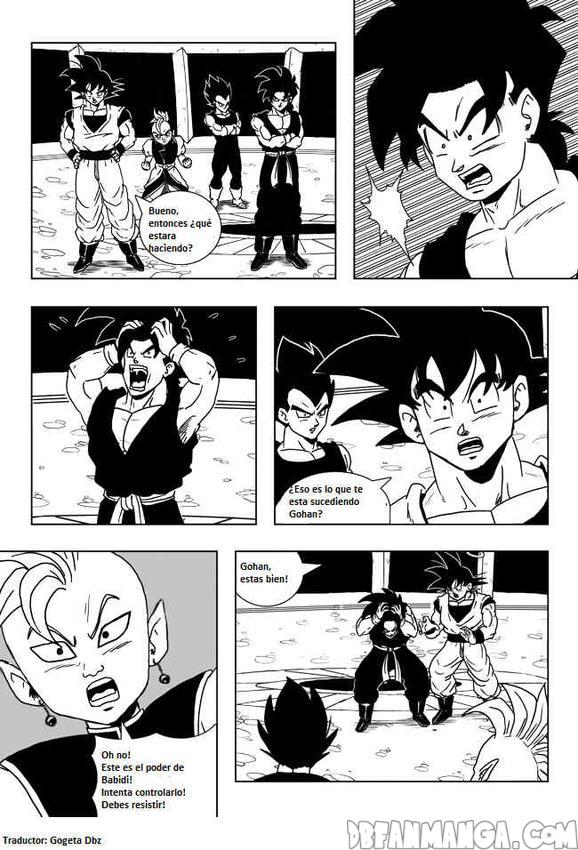 Bueno,
entonces ¿qué
estara
haciendo?
¿Eso es lo que te
esta sucediendo
Gohan?
Gohan,
estas bien!
Oh no!
Este es el poder de
Babidi!
Intenta controlarlo!
Debes resistir!
Traductor: Gogeta Dbz
DBFANMANGA.COM